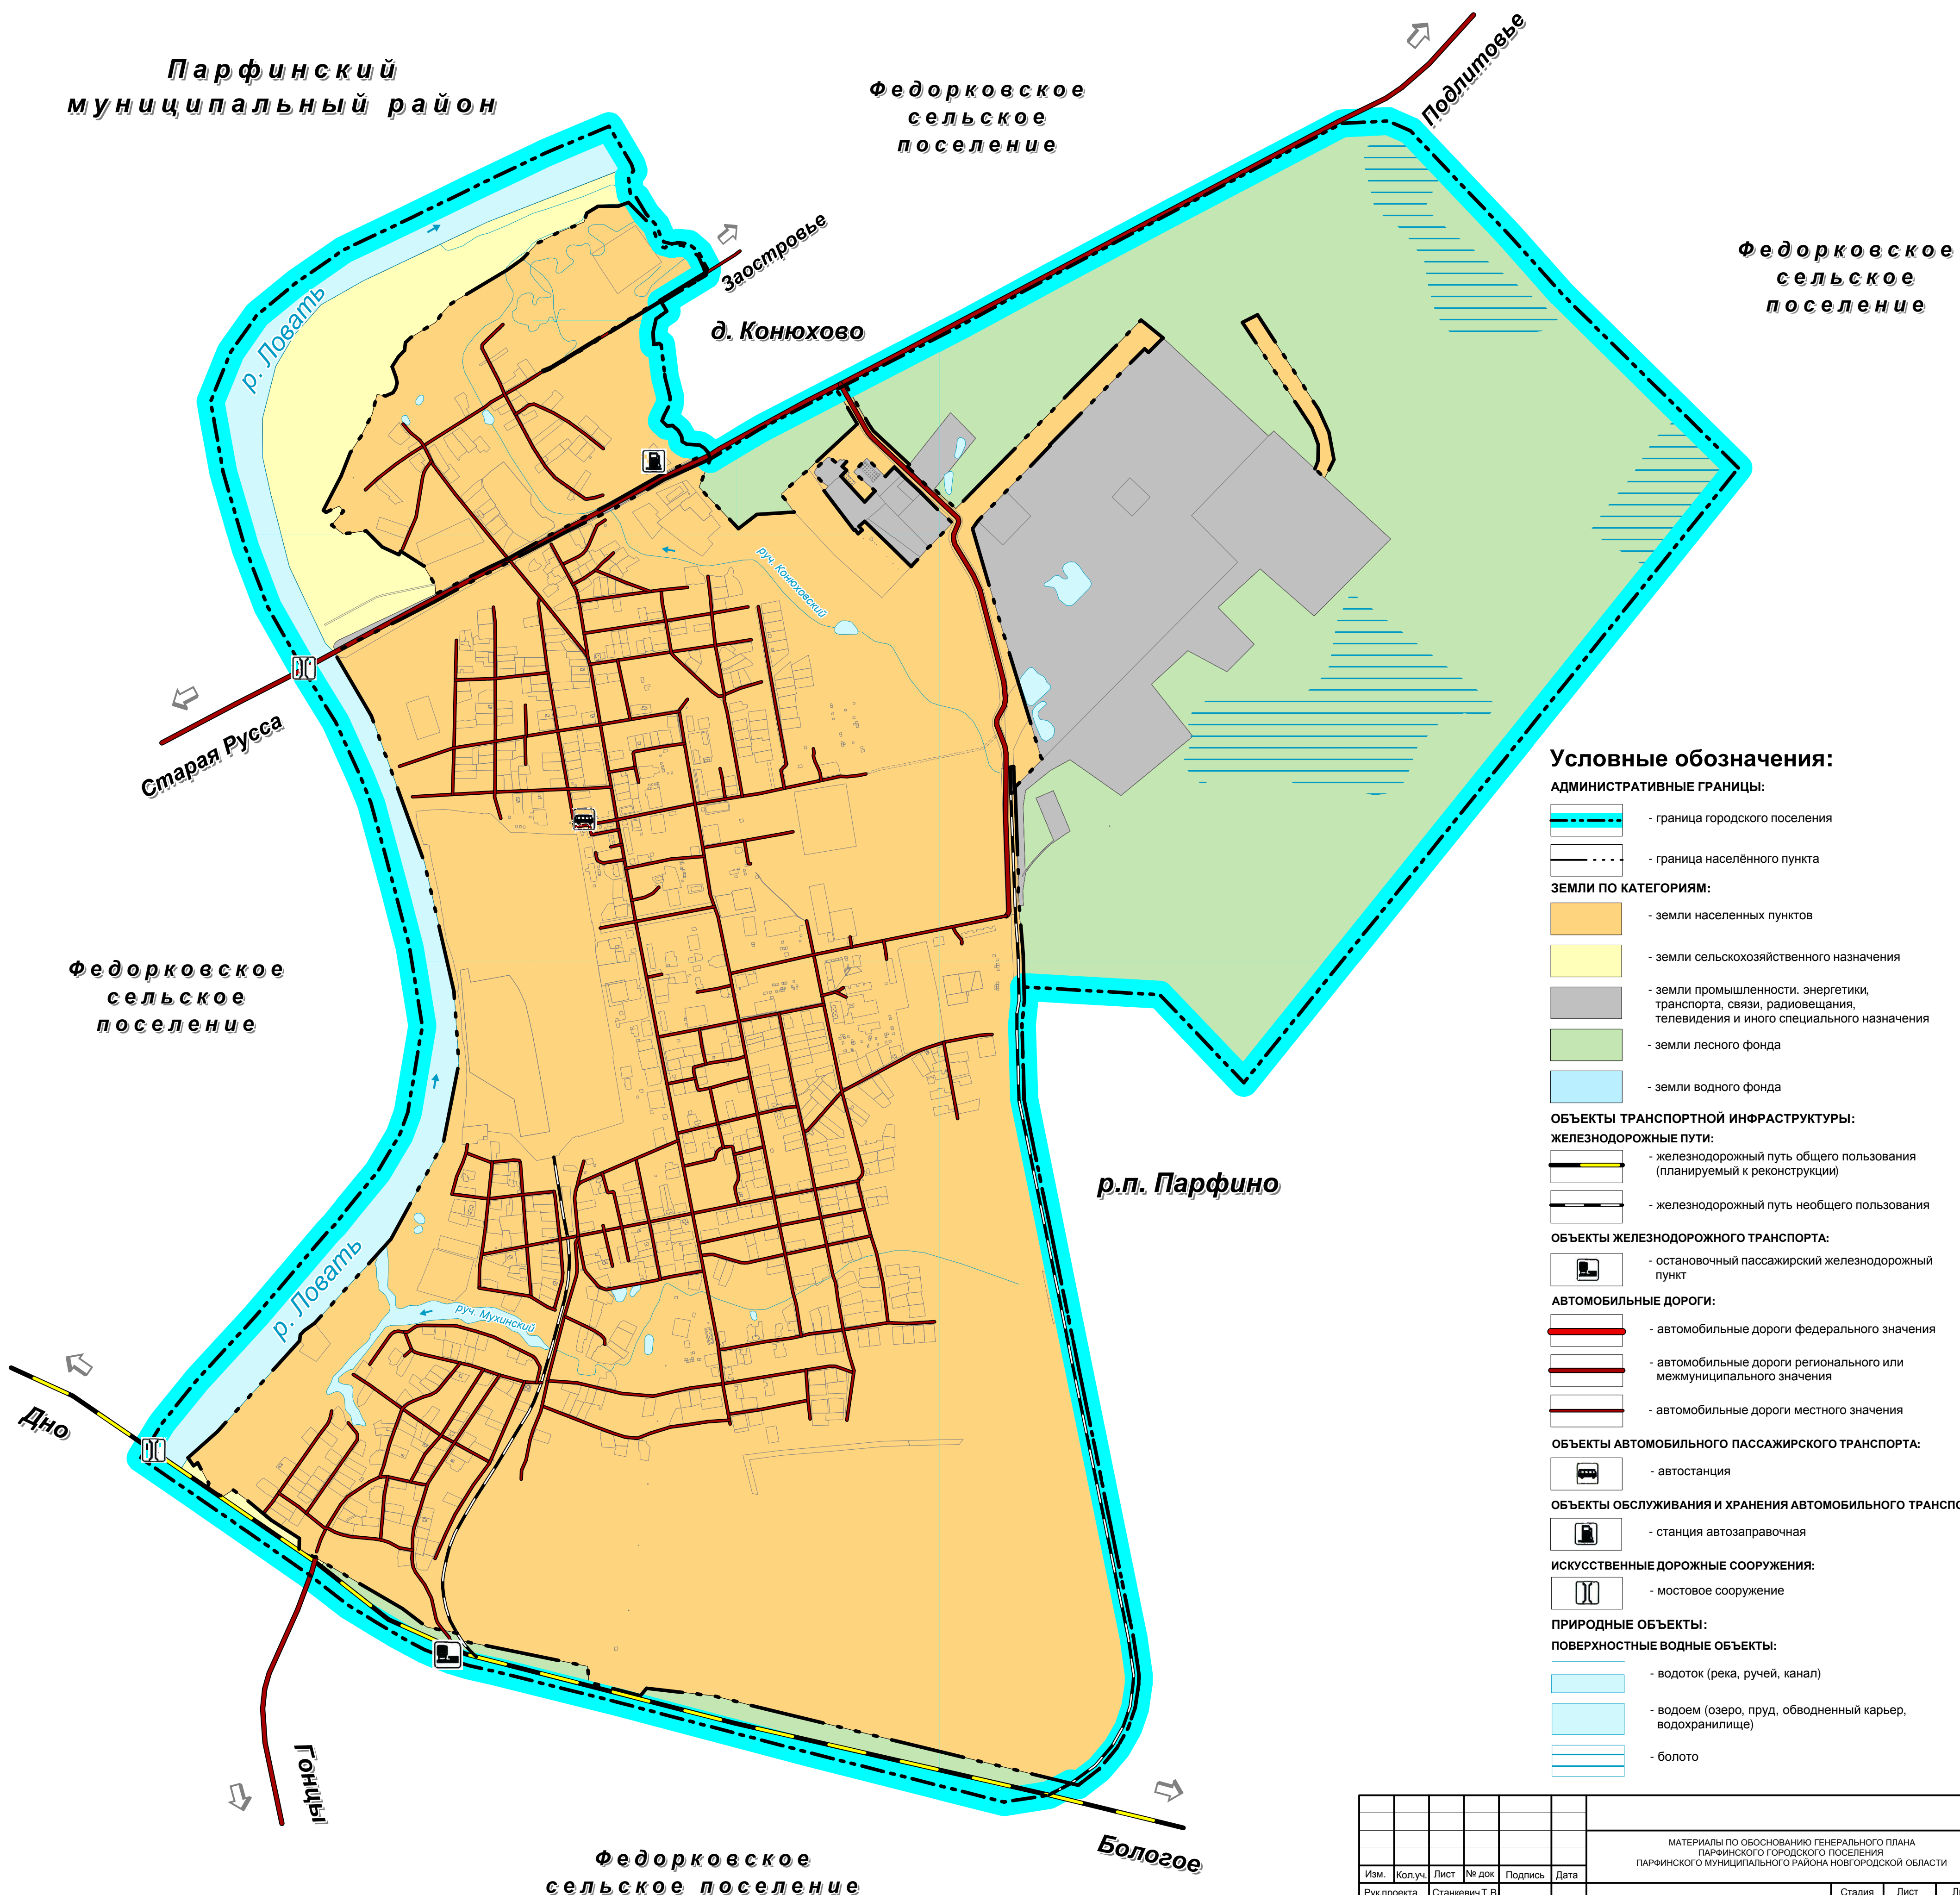 Парфинский
муниципальный район
Федорковское
сельское
поселение
Подлитовье
Федорковское
сельское
поселение
Заостровье
д. Конюхово
р. Ловать
руч. Конюховский
Старая Русса
Федорковское
сельское
поселение
р.п. Парфино
р. Ловать
руч. Мухинский
Дно
Гонцы
Бологое
Федорковское
сельское поселение
Условные обозначения:
АДМИНИСТРАТИВНЫЕ ГРАНИЦЫ:
- граница городского поселения
- граница населённого пункта
ЗЕМЛИ ПО КАТЕГОРИЯМ:
- земли населенных пунктов
- земли сельскохозяйственного назначения
- земли промышленности. энергетики,
транспорта, связи, радиовещания,
телевидения и иного специального назначения
- земли лесного фонда
- земли водного фонда
ОБЪЕКТЫ ТРАНСПОРТНОЙ ИНФРАСТРУКТУРЫ:
ЖЕЛЕЗНОДОРОЖНЫЕ ПУТИ:
- железнодорожный путь общего пользования
(планируемый к реконструкции)
- железнодорожный путь необщего пользования
ОБЪЕКТЫ ЖЕЛЕЗНОДОРОЖНОГО ТРАНСПОРТА:
- остановочный пассажирский железнодорожный
пункт
АВТОМОБИЛЬНЫЕ ДОРОГИ:
- автомобильные дороги федерального значения
- автомобильные дороги регионального или
межмуниципального значения
- автомобильные дороги местного значения
ОБЪЕКТЫ АВТОМОБИЛЬНОГО ПАССАЖИРСКОГО ТРАНСПОРТА:
- автостанция
ОБЪЕКТЫ ОБСЛУЖИВАНИЯ И ХРАНЕНИЯ АВТОМОБИЛЬНОГО
- станция автозаправочная
ИСКУССТВЕННЫЕ ДОРОЖНЫЕ СООРУЖЕНИЯ:
- мостовое сооружение
ПРИРОДНЫЕ ОБЪЕКТЫ:
ПОВЕРХНОСТНЫЕ ВОДНЫЕ ОБЪЕКТЫ:
- водоток (река, ручей, канал)
- водоем (озеро, пруд, обводненный карьер,
водохранилище)
- болото
МАТЕРИАЛЫ ПО ОБОСНОВАНИЮ ГЕНЕРАЛЬНОГО ПЛАНА
ПАРФИНСКОГО ГОРОДСКОГО ПОСЕЛЕНИЯ
ПАРФИНСКОГО МУНИЦИПАЛЬНОГО РАЙОНА НОВГОРОДСКОЙ ОБЛАСТИ
Изм. Кол.уч. Лист № док Подпись Дата
Рук.проекта Станкевич Т.В. Стадия Лист